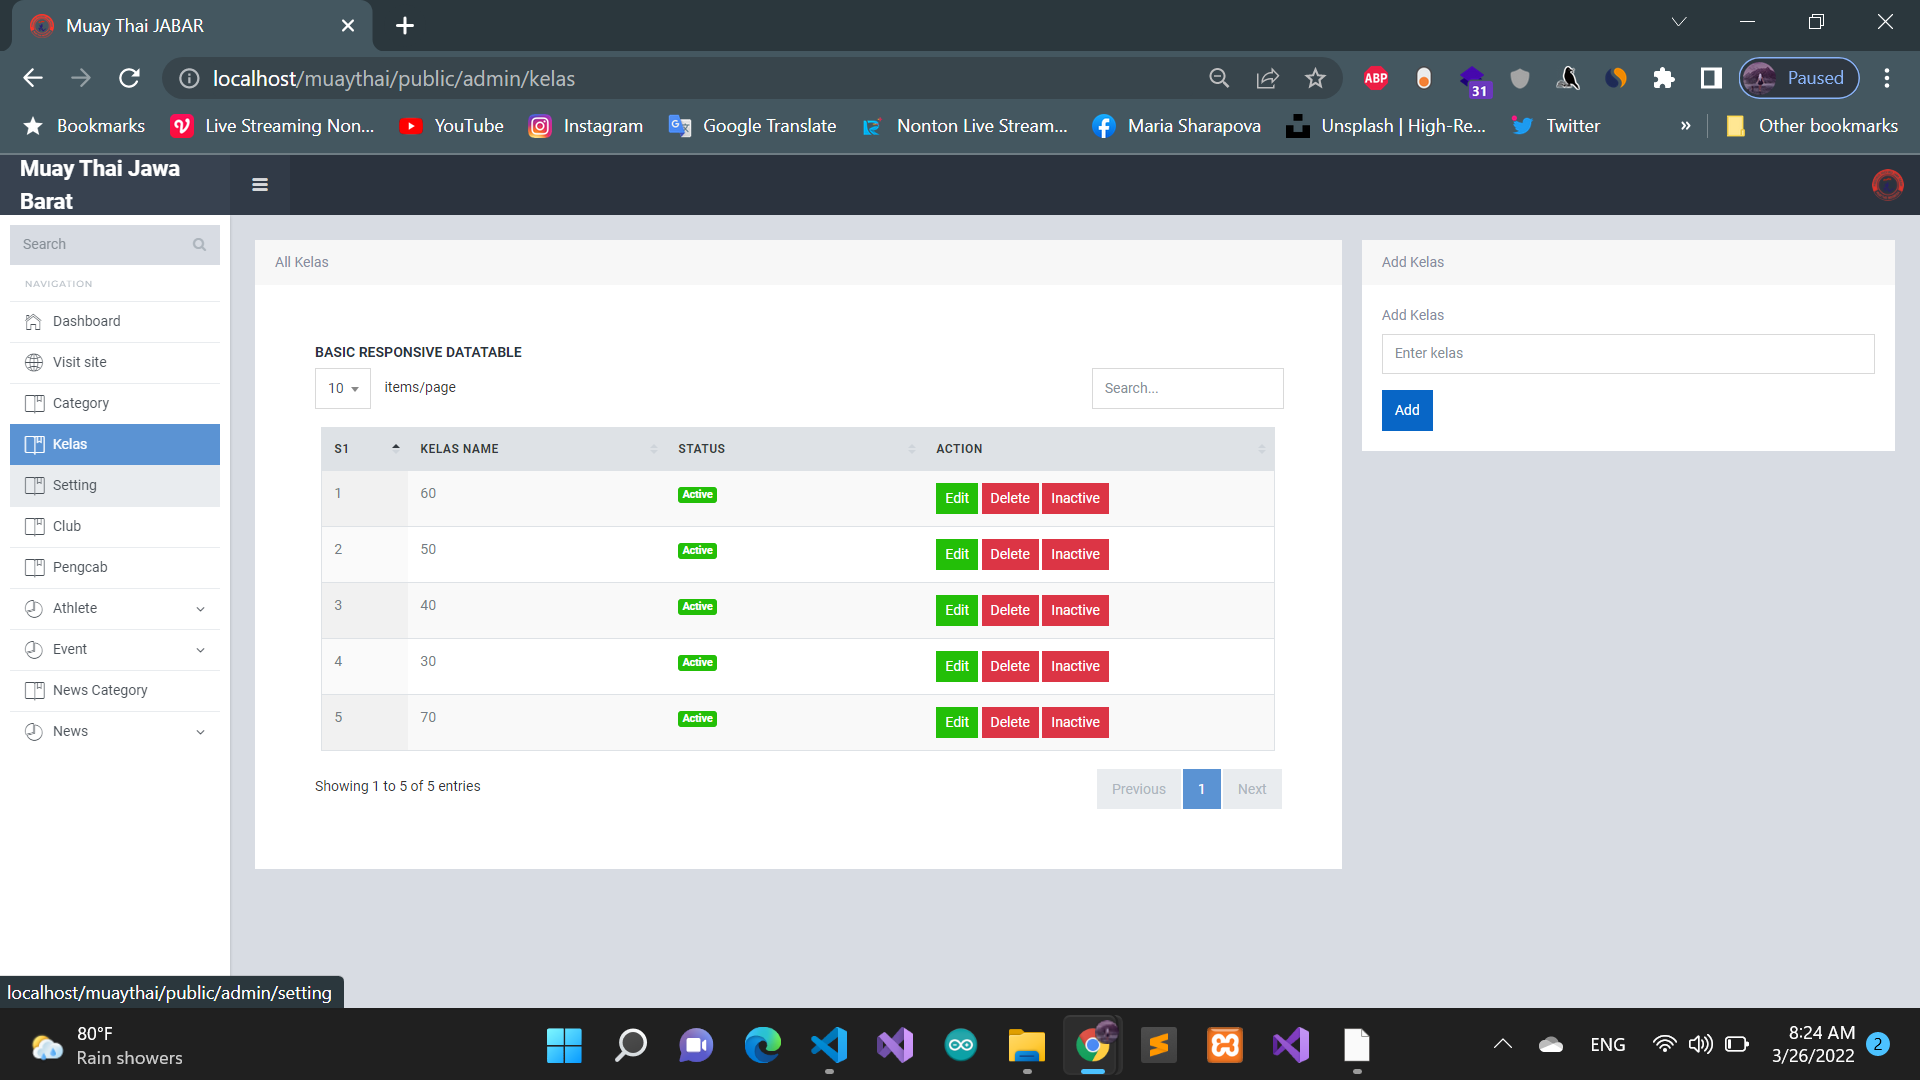 Muay Thai JABAR
localhost/muaythai/public/admin/kelas
ABP
31
Paused
Bookmarks
Live Streaming Non...
YouTube
Instagram
Google Translate
Nonton Live Stream...
Maria Sharapova
Unsplash | High-Re...
Twitter
»
Other bookmarks
Muay Thai Jawa
Barat
Search
NAVIGATION
Dashboard
Visit site
Category
Kelas
Setting
Club
Pengcab
Athlete
Event
News Category
News
All Kelas
BASIC RESPONSIVE DATATABLE
10 items/page
Search...
S1 KELAS NAME STATUS ACTION
1 60 Active Edit Delete Inactive
2 50 Active Edit Delete Inactive
3 40 Active Edit Delete Inactive
4 30 Active Edit Delete Inactive
5 70 Active Edit Delete Inactive
Showing 1 to 5 of 5 entries
Previous 1 Next
Add Kelas
Add Kelas
Enter kelas
Add
localhost/muaythai/public/admin/setting
80°F
Rain showers
ENG
8:24 AM
3/26/2022
2